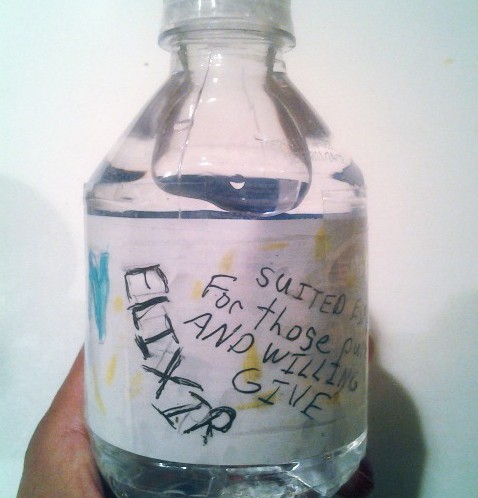 ELIXIR
SUITED
For those
AND WILLING
GIVE